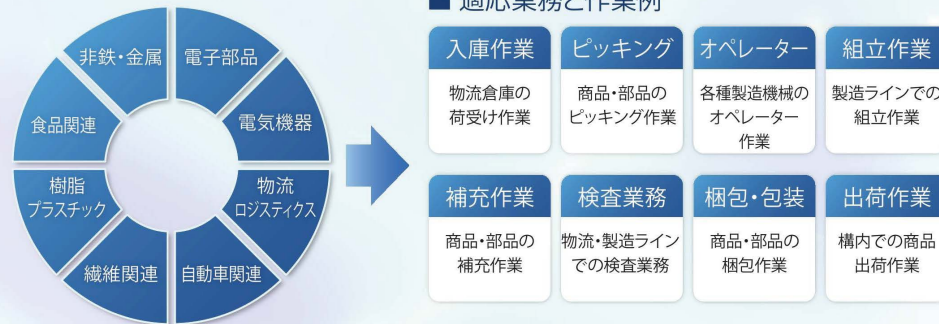 ■ 適応業務と作業例
非鉄・金属
電子部品
食品関連
電気機器
樹脂
プラスチック
物流
ロジスティクス
繊維関連
自動車関連
入庫作業
物流倉庫の
荷受け作業
ピッキング
商品・部品の
ピッキング作業
オペレーター
各種製造機械の
オペレーター
作業
組立作業
製造ラインでの
組立作業
補充作業
商品・部品の
補充作業
検査業務
物流・製造ライン
での検査業務
梱包・包装
商品・部品の
梱包作業
出荷作業
構内での商品
出荷作業